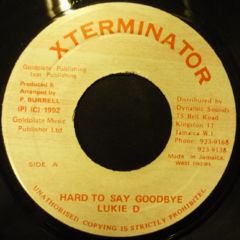 XTERMINATOR
Goldplate Publishing
Ixat Publishing
Produced &
Arranged by
P. BURRELL
(P) (C) 1992
Goldplate Music
Publisher Ltd
SIDE A
Distributed by
Dynamic Sounds
15 Bell Road
Kingston 11
Jamaica W.I.
Phone: 923-9168
923-9138
Made in Jamaica,
West Indies
HARD TO SAY GOODBYE
LUKIE D
UNAUTHORISED COPYING IS STRICTLY PROHIBITED